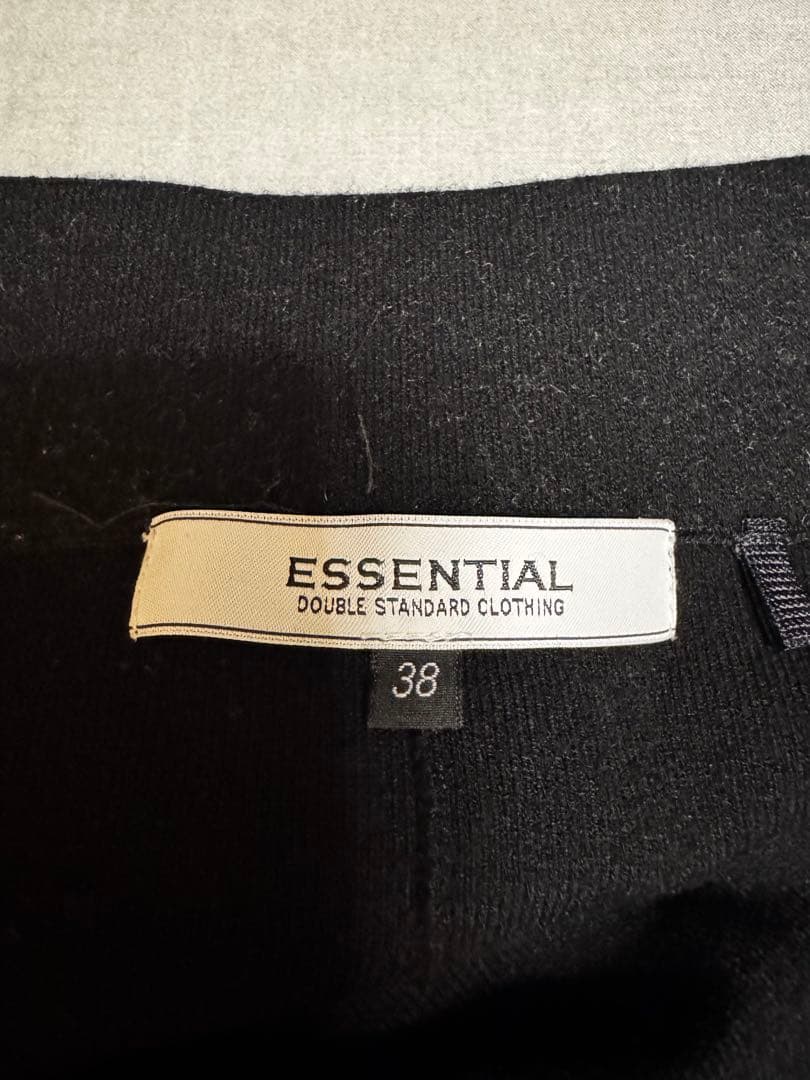 ESSENTIAL
DOUBLE STANDARD CLOTHING
38